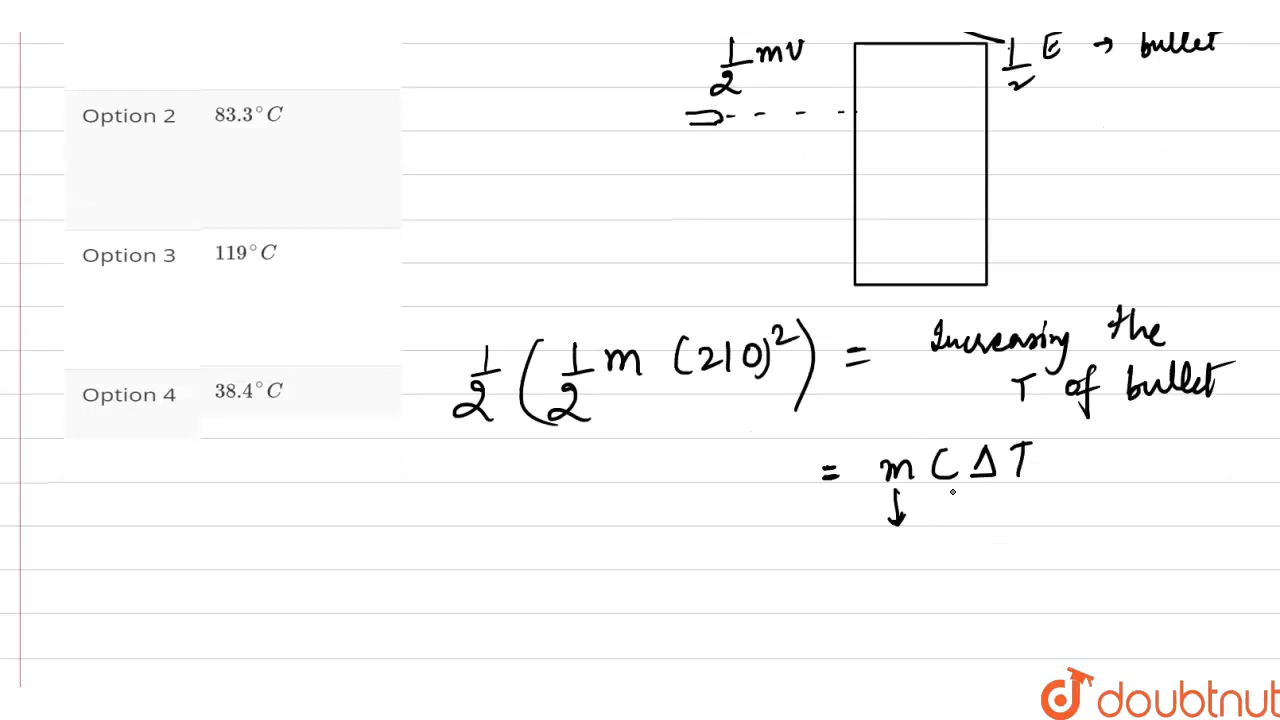 1/2 mv
1/2 E → bullet
Option 2 83.3°C
Option 3 119°C
1/2 (1/2 m (210)²) = Increasing the
T of bullet
Option 4 38.4°C
= m C Δ T
doubtnut